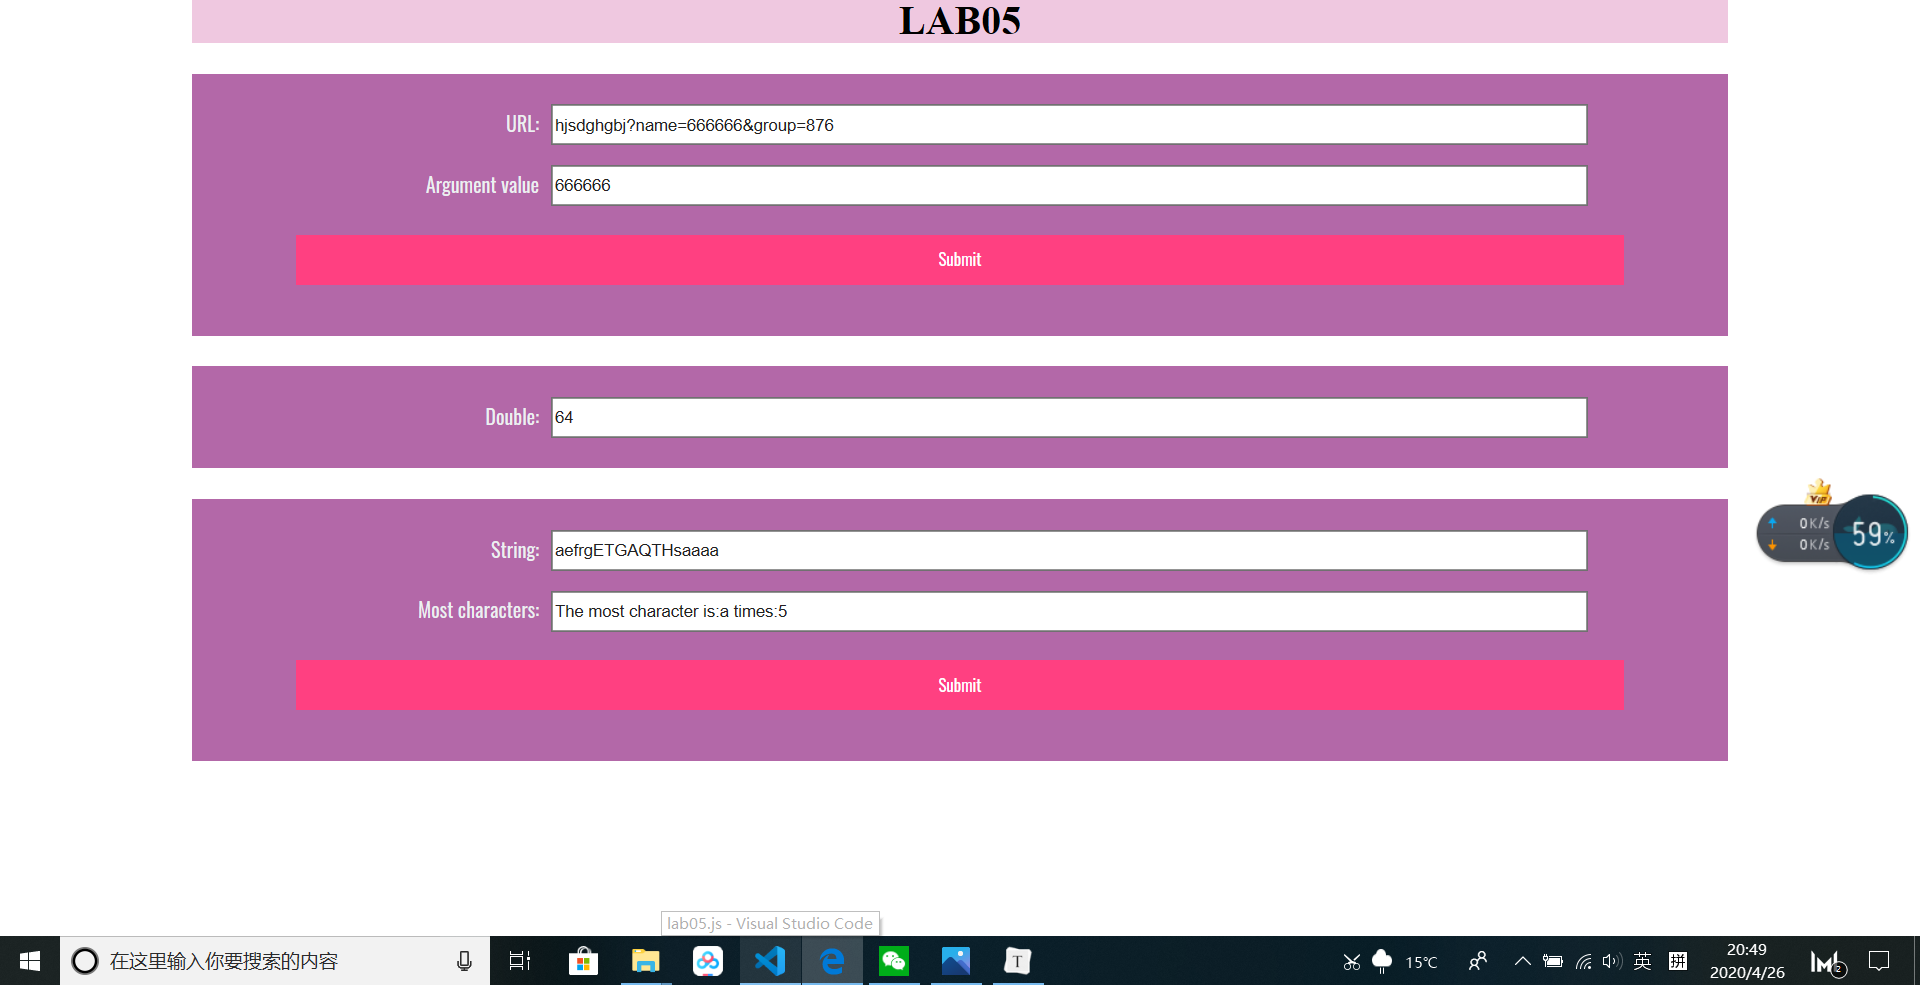 LAB05
URL: hjsdghgbj?name=666666&group=876
Argument value 666666
Submit
Double: 64
VIP
0K/s
0K/s
59%
String: aefrgETGAQTHsaaaa
Most characters: The most character is:a times:5
Submit
lab05.js - Visual Studio Code
在这里输入你要搜索的内容
T
15℃
英
拼
20:49
2020/4/26
2